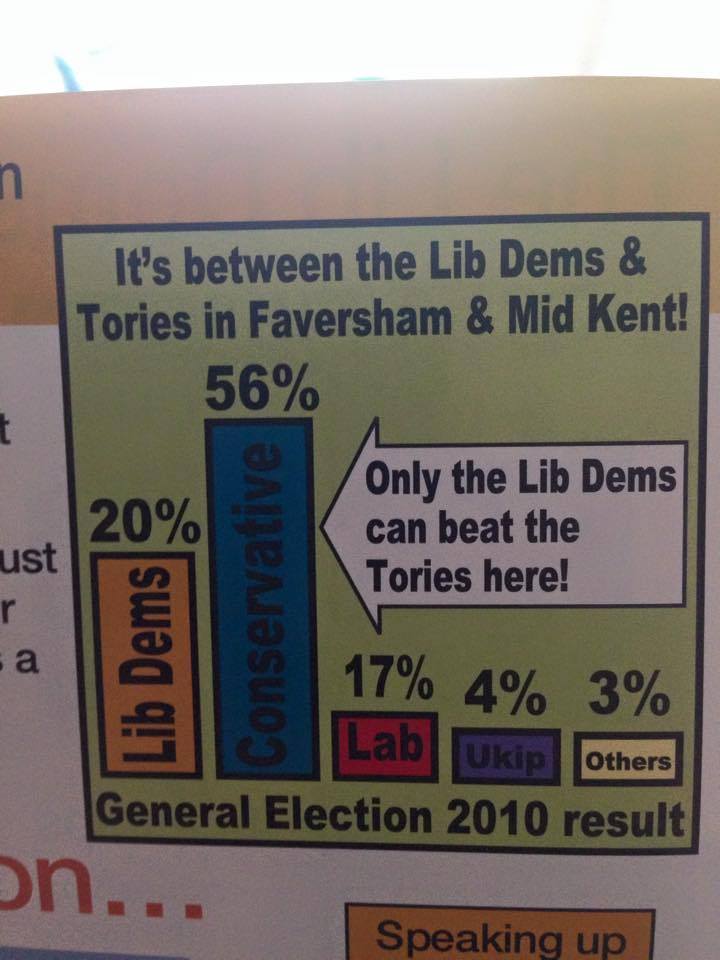 n
It's between the Lib Dems &
Tories in Faversham & Mid Kent!
56%
20%
Lib Dems
Conservative
Only the Lib Dems
can beat the
Tories here!
17%
4%
3%
Lab
Ukip
Others
General Election 2010 result
t
ust
r
s a
on...
Speaking up